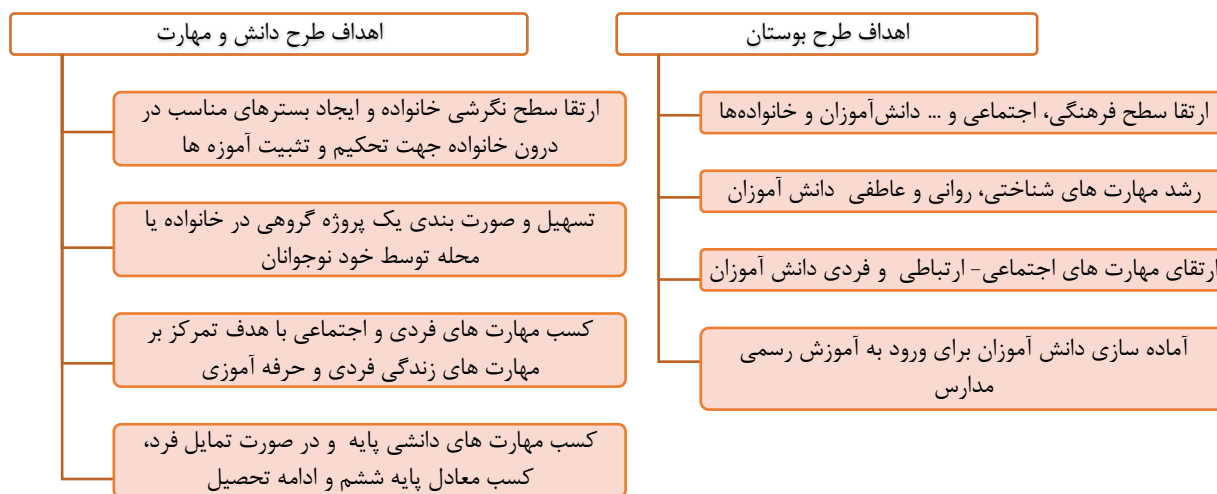 اهداف طرح بوستان
ارتقا سطح فرهنگی، اجتماعی و ... دانش‌آموزان و خانواده‌ها
رشد مهارت های شناختی، روانی و عاطفی دانش آموزان
ارتقای مهارت های اجتماعی- ارتباطی و فردی دانش آموزان
آماده سازی دانش آموزان برای ورود به آموزش رسمی
مدارس
اهداف طرح دانش و مهارت
ارتقا سطح نگرشی خانواده و ایجاد بسترهای مناسب در
درون خانواده جهت تحکیم و تثبیت آموزه ها
تسهیل و صورت بندی یک پروژه گروهی در خانواده یا
محله توسط خود نوجوانان
کسب مهارت های فردی و اجتماعی با هدف تمرکز بر
مهارت های زندگی فردی و حرفه آموزی
کسب مهارت های دانشی پایه و در صورت تمایل فرد،
کسب معادل پایه ششم و ادامه تحصیل